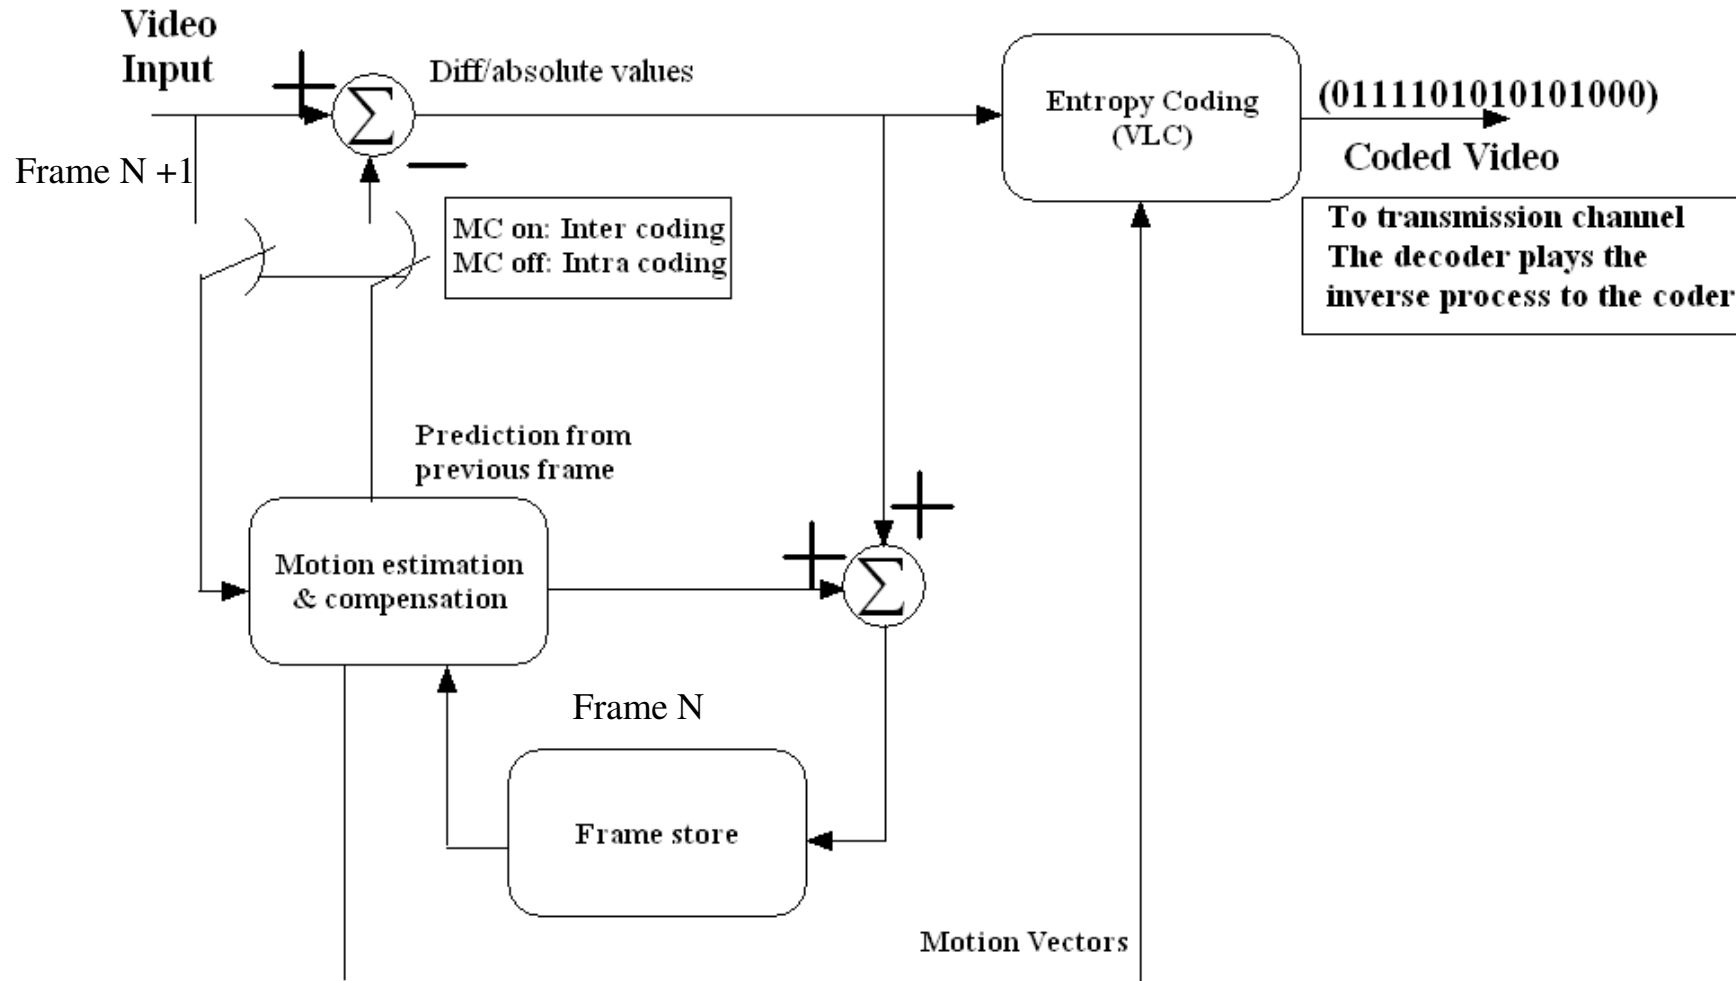 Video
Input
Diff/absolute values
Frame N +1
Σ
Entropy Coding
(VLC)
(0111101010101000)
Coded Video
MC on: Inter coding
MC off: Intra coding
To transmission channel
The decoder plays the
inverse process to the coder
Prediction from
previous frame
Motion estimation
& compensation
Σ
Frame N
Frame store
Motion Vectors